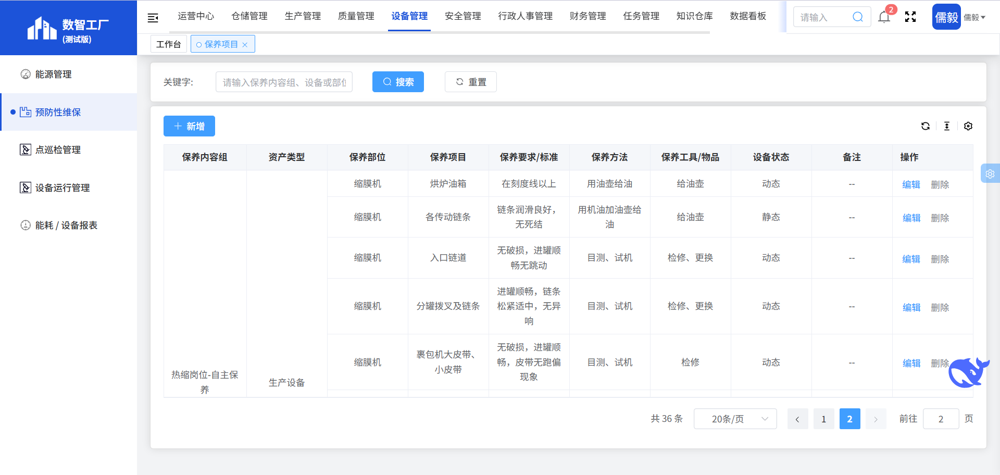 数智工厂
(测试版)
运营中心 仓储管理 生产管理 质量管理 设备管理 安全管理 行政人事管理 财务管理 任务管理 知识仓库 数据看板
请输入
2
儒毅 儒毅
工作台 保养项目
能源管理
预防性维保
点巡检管理
设备运行管理
能耗 / 设备报表
关键字: 请输入保养内容组、设备或部位 搜索 重置
新增
保养内容组 资产类型 保养部位 保养项目 保养要求/标准 保养方法 保养工具/物品 设备状态 备注 操作
缩膜机 烘炉油箱 在刻度线以上 用油壶给油 给油壶 动态 -- 编辑 删除
缩膜机 各传动链条 链条润滑良好，
无死结 用机油加油壶给
油 给油壶 静态 -- 编辑 删除
缩膜机 入口链道 无破损，进罐顺
畅无跳动 目测、试机 检修、更换 动态 -- 编辑 删除
缩膜机 分罐拨叉及链条 进罐顺畅，链条
松紧适中，无异
响 目测、试机 检修、更换 动态 -- 编辑 删除
缩膜机 裹包机大皮带、
小皮带 无破损，进罐顺
畅，皮带无跑偏
现象 目测、试机 检修 动态 -- 编辑 删除
热缩岗位-自主保
养 生产设备
共 36 条 20条/页 1 2 前往 2 页